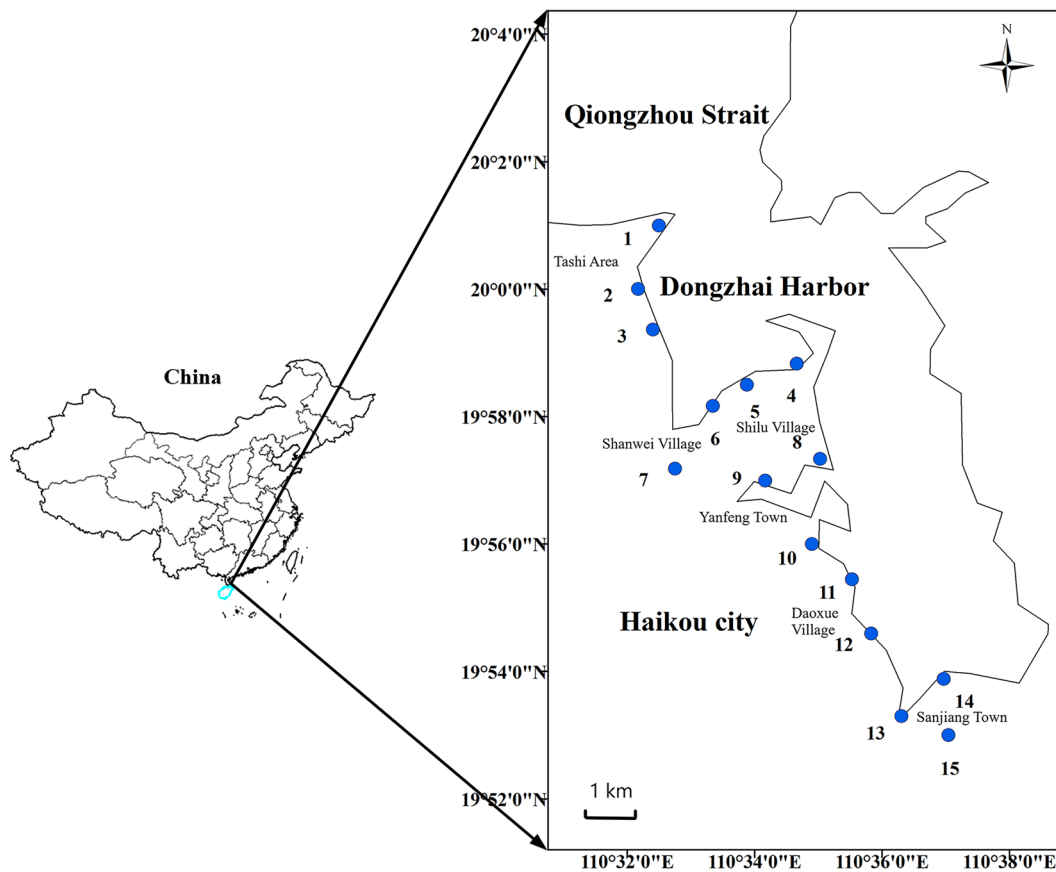 20°4'0"N
N
Qiongzhou Strait
20°2'0"N
1
Tashi Area
20°0'0"N
2
Dongzhai Harbor
3
China
4
5
19°58'0"N
6
Shilu Village
Shanwei Village
8
7
9
Yanfeng Town
19°56'0"N
10
11
Daoxue
Village
Haikou city
12
19°54'0"N
14
Sanjiang Town
13
15
1 km
19°52'0"N
110°32'0"E
110°34'0"E
110°36'0"E
110°38'0"E